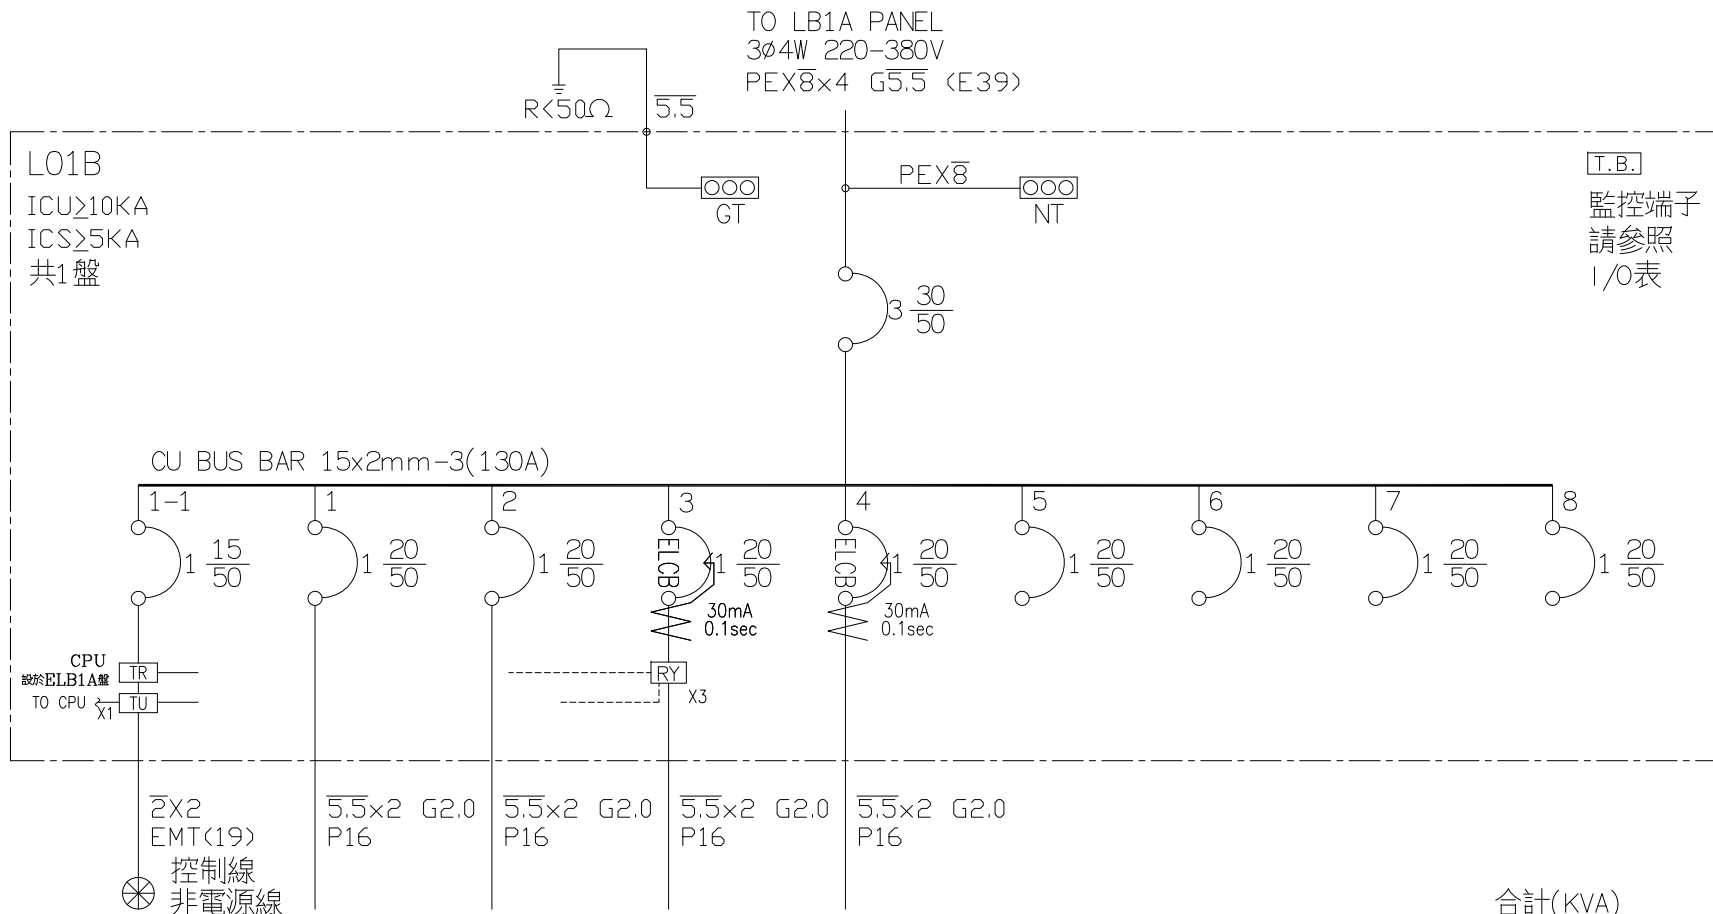 TO LB1A PANEL
3ø4W 220-380V
PEX8̅x4 G5.5̅ (E39)
R<50Ω
5.5̅
L01B
ICU≥10KA
ICS≥5KA
共1盤
GT
PEX8̅
NT
T.B.
監控端子
請參照
I/O表
3 30/50
CU BUS BAR 15x2mm-3(130A)
1-1
1
2
3
4
5
6
7
8
1 15/50
1 20/50
1 20/50
ELCB
1 20/50
ELCB
1 20/50
1 20/50
1 20/50
1 20/50
1 20/50
30mA
0.1sec
30mA
0.1sec
CPU
設於ELB1A盤
TR
TO CPU
X1
TU
RY
X3
2̅X2
EMT(19)
控制線
非電源線
5.5̅x2 G2.0
P16
5.5̅x2 G2.0
P16
5.5̅x2 G2.0
P16
5.5̅x2 G2.0
P16
合計(KVA)